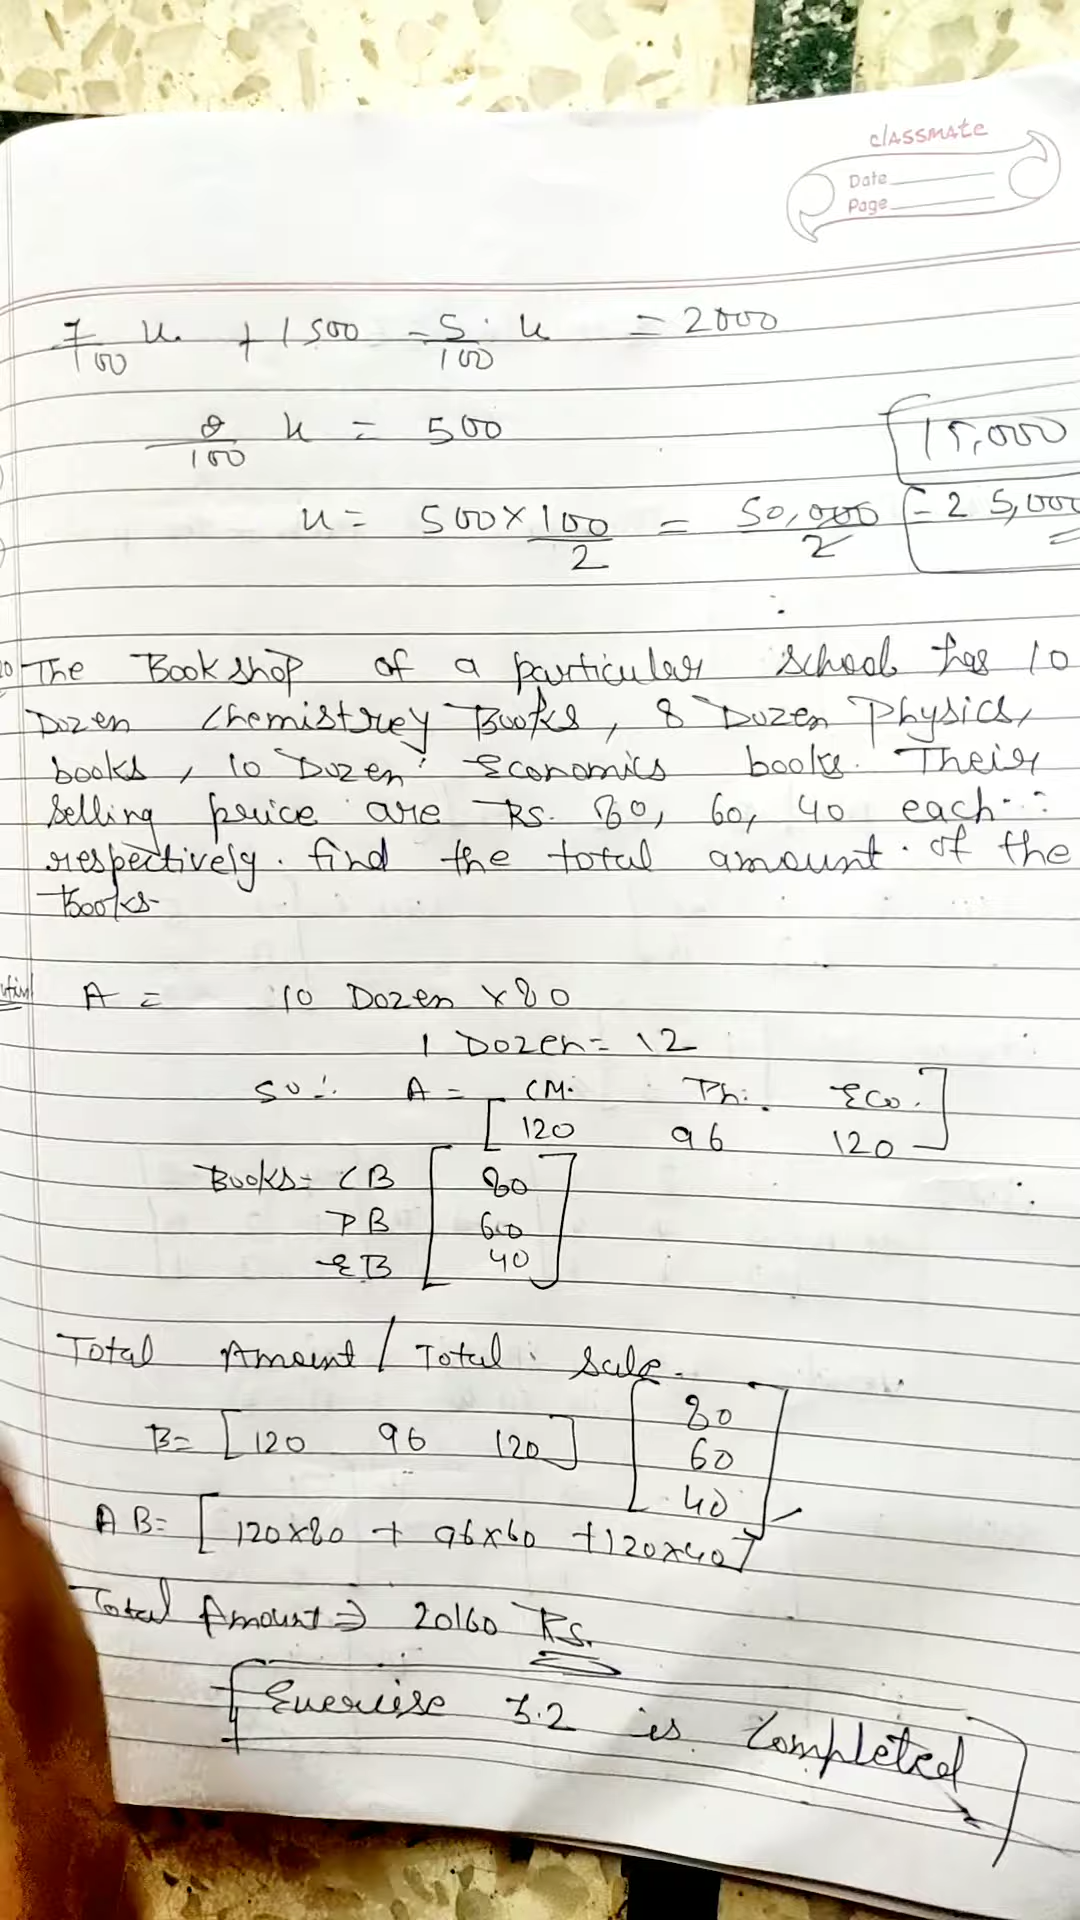 classmate
Date
Page
7/100 x + 1500 - 5/100 x = 2000
2/100 x = 500
15,000
x = 500 × 100/2 = 50,000/2 = 25,000
The Book shop of a particular school has 10
Dozen Chemistrey Books, 8 Dozen Physics,
books, 10 Dozen Economics books. Their
selling price are Rs. 80, 60, 40 each
respectively. find the total amount of the
Books
A = 10 Dozen × 80
1 Dozen = 12
SO ∴ A = CM. Ph. Eco.
[120 96 120]
Books = CB [80
PB 60
EB 40]
Total Amount / Total sale.
B = [120 96 120] [80
60
40]
AB = [120×80 + 96×60 + 120×40]
Total Amount ⇒ 20160 Rs.
Exercise 3.2 is Completed